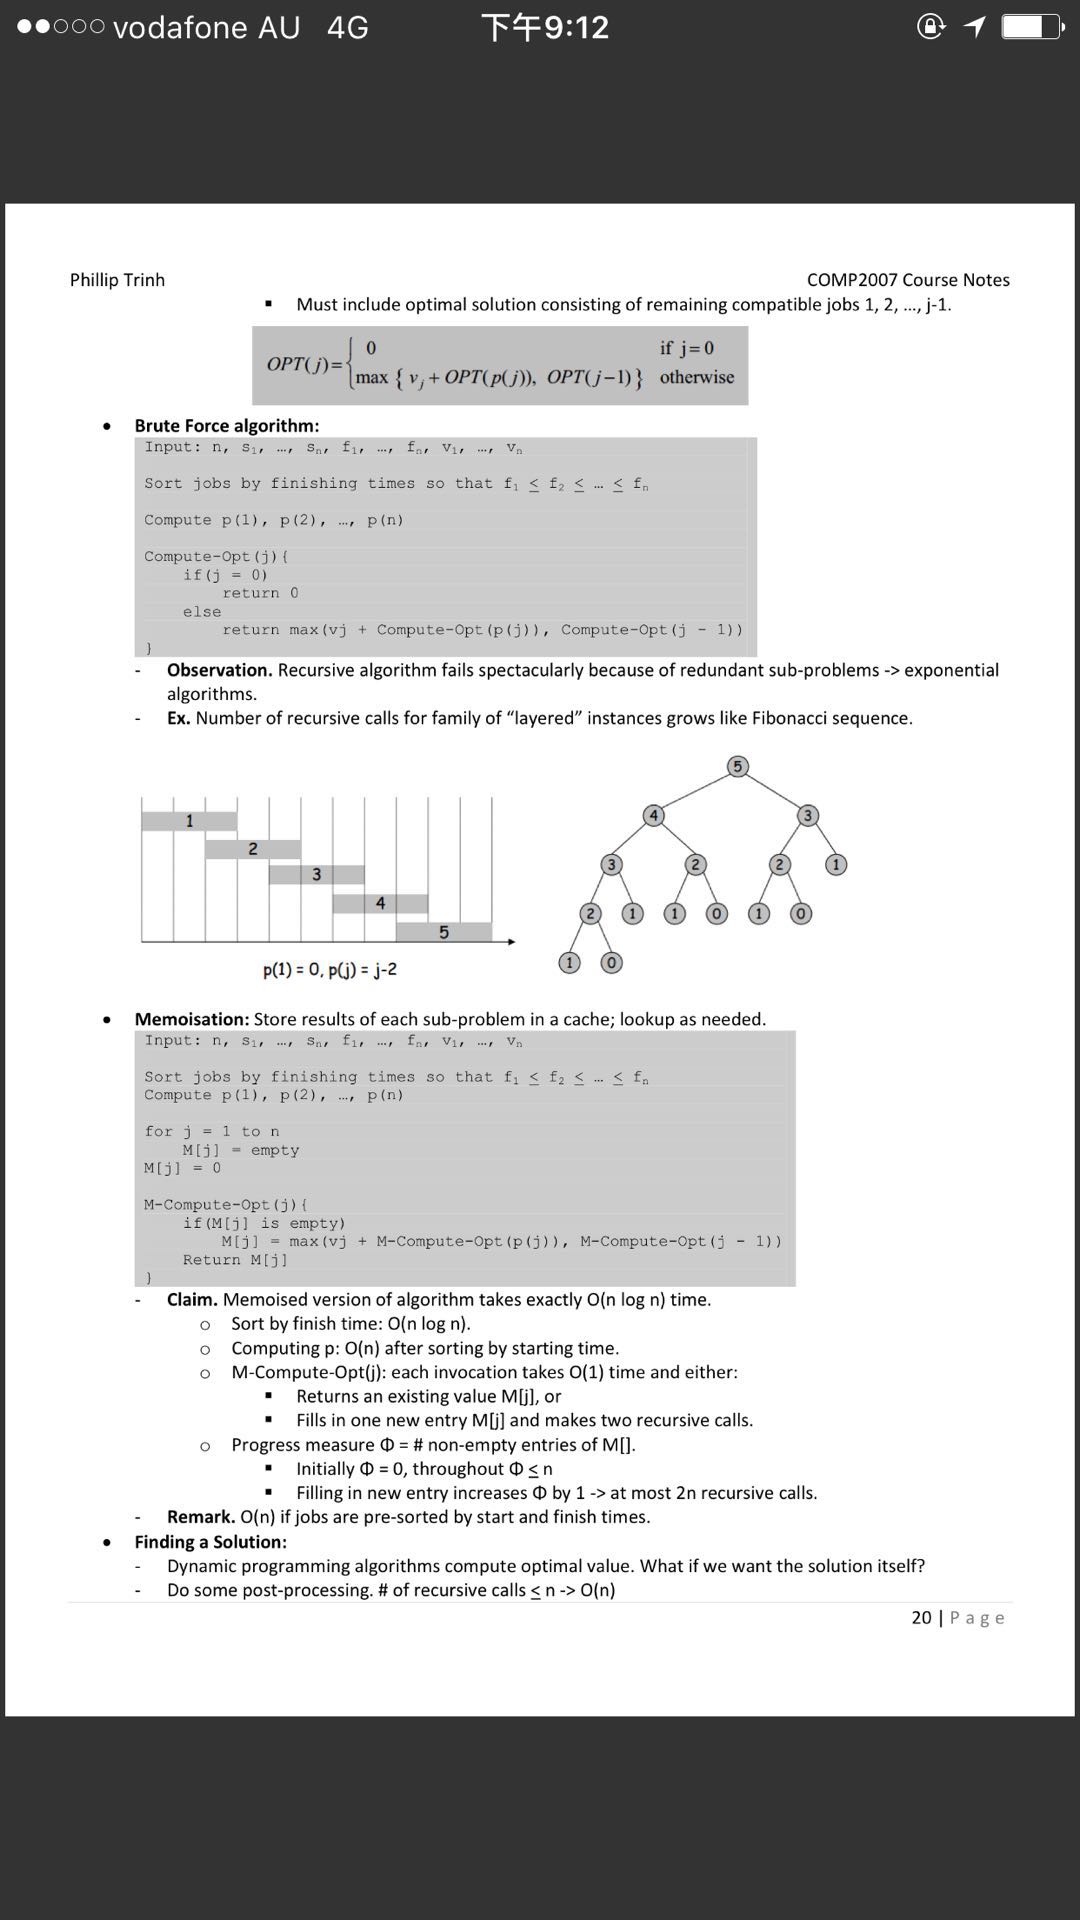 vodafone AU 4G 下午9:12
Phillip Trinh COMP2007 Course Notes
▪ Must include optimal solution consisting of remaining compatible jobs 1, 2, ..., j-1.
0 if j=0
OPT(j)=
max { vj + OPT(p(j)), OPT(j−1)} otherwise
• Brute Force algorithm:
Input: n, s1, …, sn, f1, …, fn, v1, …, vn
Sort jobs by finishing times so that f1 ≤ f2 ≤ … ≤ fn
Compute p(1), p(2), …, p(n)
Compute-Opt(j){
if(j = 0)
return 0
else
return max(vj + Compute-Opt(p(j)), Compute-Opt(j - 1))
}
- Observation. Recursive algorithm fails spectacularly because of redundant sub-problems -> exponential
algorithms.
- Ex. Number of recursive calls for family of “layered” instances grows like Fibonacci sequence.
5
1 4 3
2 3 2 2 1
3 2 1 1 0 1 0
4
5 1 0
p(1) = 0, p(j) = j-2
• Memoisation: Store results of each sub-problem in a cache; lookup as needed.
Input: n, s1, …, sn, f1, …, fn, v1, …, vn
Sort jobs by finishing times so that f1 ≤ f2 ≤ … ≤ fn
Compute p(1), p(2), …, p(n)
for j = 1 to n
M[j] = empty
M[j] = 0
M-Compute-Opt(j){
if(M[j] is empty)
M[j] = max(vj + M-Compute-Opt(p(j)), M-Compute-Opt(j - 1))
Return M[j]
}
- Claim. Memoised version of algorithm takes exactly O(n log n) time.
o Sort by finish time: O(n log n).
o Computing p: O(n) after sorting by starting time.
o M-Compute-Opt(j): each invocation takes O(1) time and either:
▪ Returns an existing value M[j], or
▪ Fills in one new entry M[j] and makes two recursive calls.
o Progress measure Φ = # non-empty entries of M[].
▪ Initially Φ = 0, throughout Φ ≤ n
▪ Filling in new entry increases Φ by 1 -> at most 2n recursive calls.
- Remark. O(n) if jobs are pre-sorted by start and finish times.
• Finding a Solution:
- Dynamic programming algorithms compute optimal value. What if we want the solution itself?
- Do some post-processing. # of recursive calls ≤ n -> O(n)
20 | Page